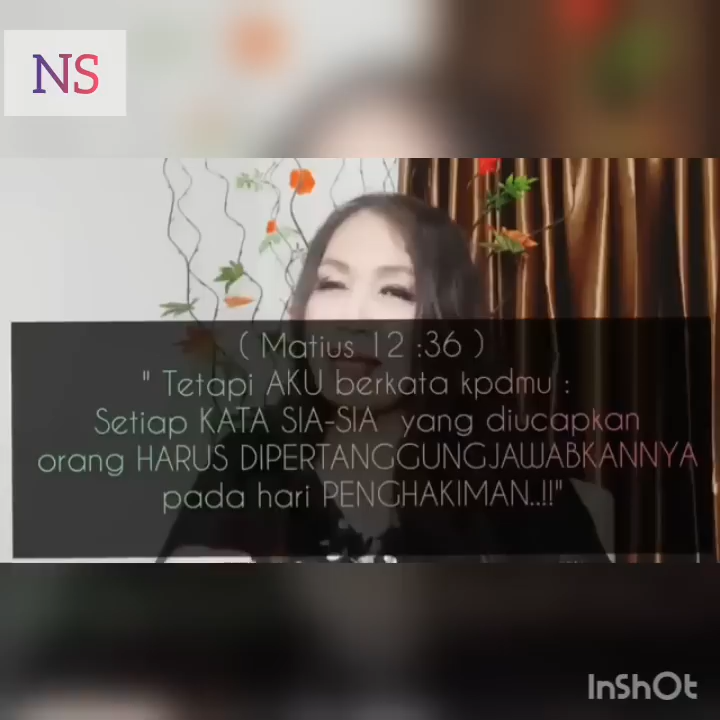 NS
( Matius 12 :36 )
" Tetapi AKU berkata kpdmu :
Setiap KATA SIA-SIA yang diucapkan
orang HARUS DIPERTANGGUNGJAWABKANNYA
pada hari PENGHAKIMAN..!!"
InShOt